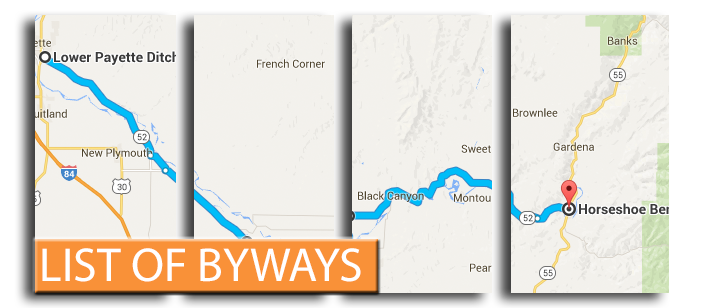 ette
Lower Payette Ditch
uitland
52
New Plymouth
84
30
French Corner
Sweet
Black Canyon
Montou
Pear
Banks
55
Brownlee
Gardena
Horseshoe Ber
52
55
LIST OF BYWAYS